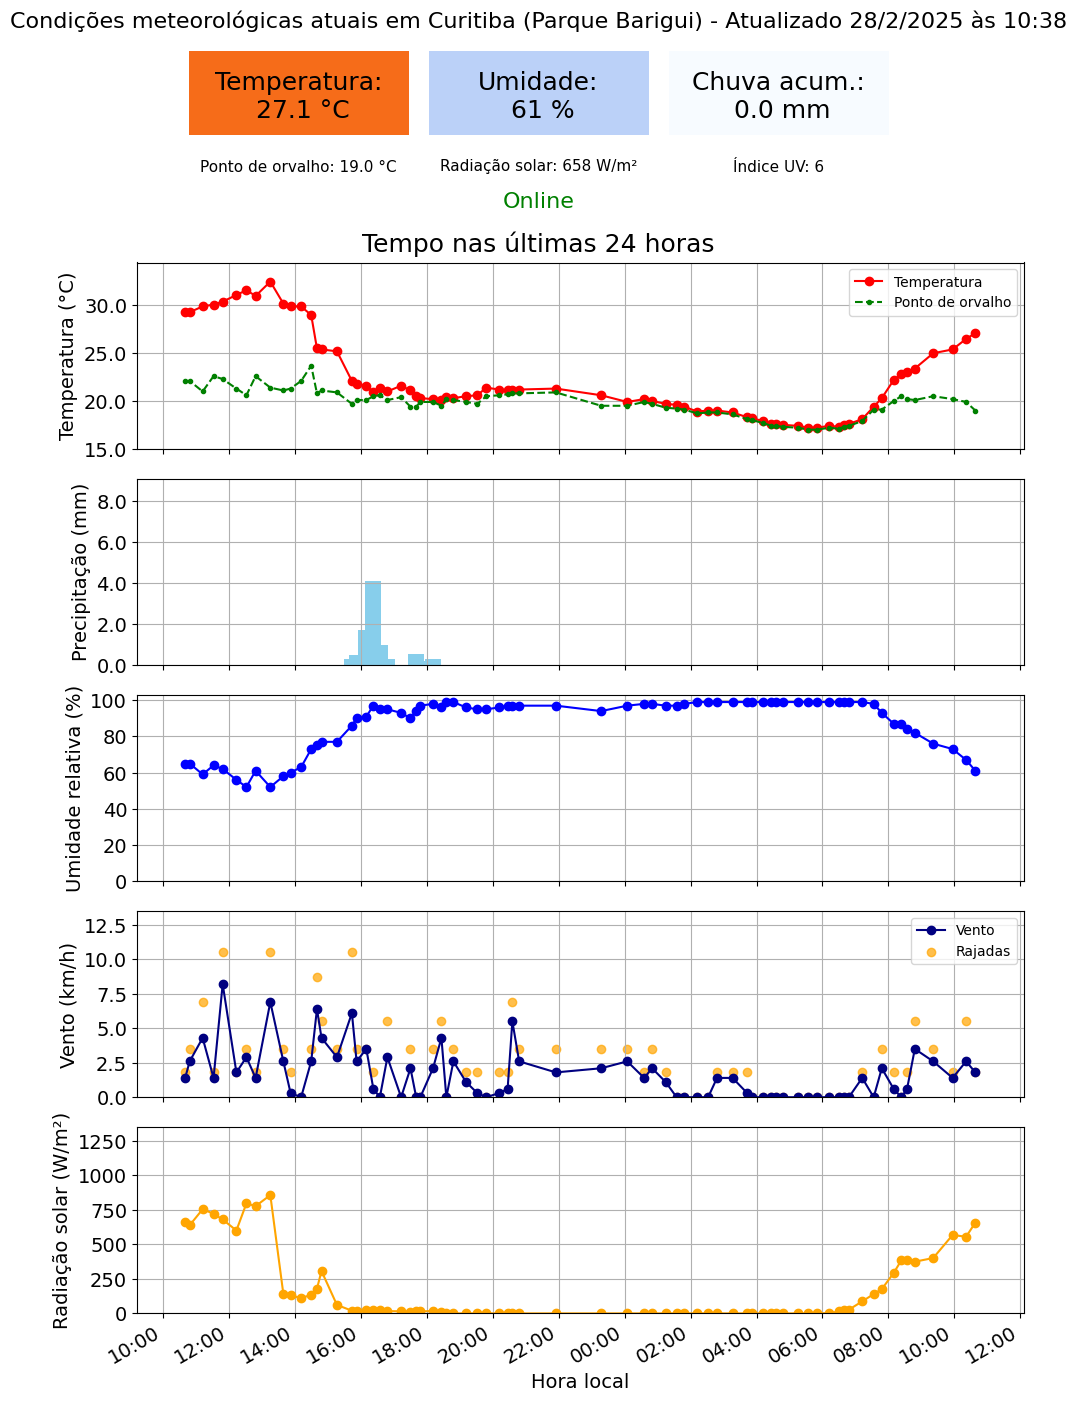 Condições meteorológicas atuais em Curitiba (Parque Barigui) - Atualizado 28/2/2025 às 10:38
Temperatura:
27.1 °C
Umidade:
61 %
Chuva acum.:
0.0 mm
Ponto de orvalho: 19.0 °C
Radiação solar: 658 W/m²
Índice UV: 6
Online
Tempo nas últimas 24 horas
Temperatura (°C)
30.0
25.0
20.0
15.0
Temperatura
Ponto de orvalho
Precipitação (mm)
8.0
6.0
4.0
2.0
0.0
Umidade relativa (%)
100
80
60
40
20
0
Vento (km/h)
12.5
10.0
7.5
5.0
2.5
0.0
Vento
Rajadas
Radiação solar (W/m²)
1250
1000
750
500
250
0
10:00
12:00
14:00
16:00
18:00
20:00
22:00
00:00
02:00
04:00
06:00
08:00
10:00
12:00
Hora local